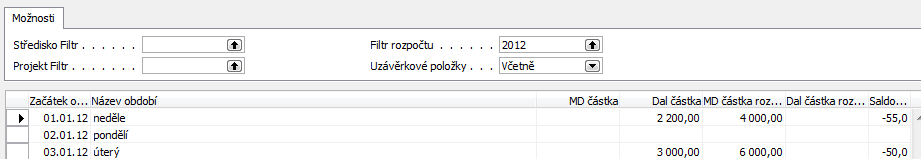 Možnosti
Středisko Filtr . . . . . . Filtr rozpočtu . . . . . . 2012
Projekt Filtr . . . . . . . Uzávěrkové položky . . . Včetně
Začátek o... Název období MD částka Dal částka MD částka roz... Dal částka roz... Saldo...
01.01.12 neděle 2 200,00 4 000,00 -55,0
02.01.12 pondělí
03.01.12 úterý 3 000,00 6 000,00 -50,0